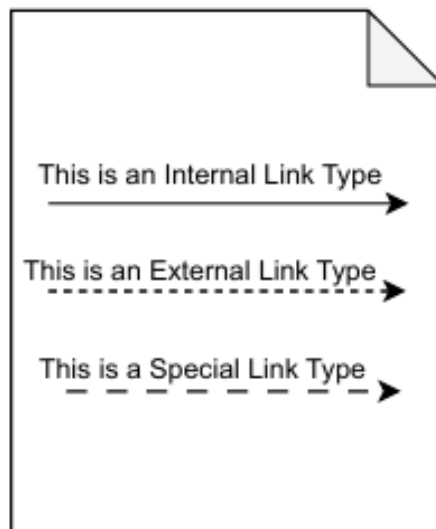 This is an Internal Link Type
This is an External Link Type
This is a Special Link Type